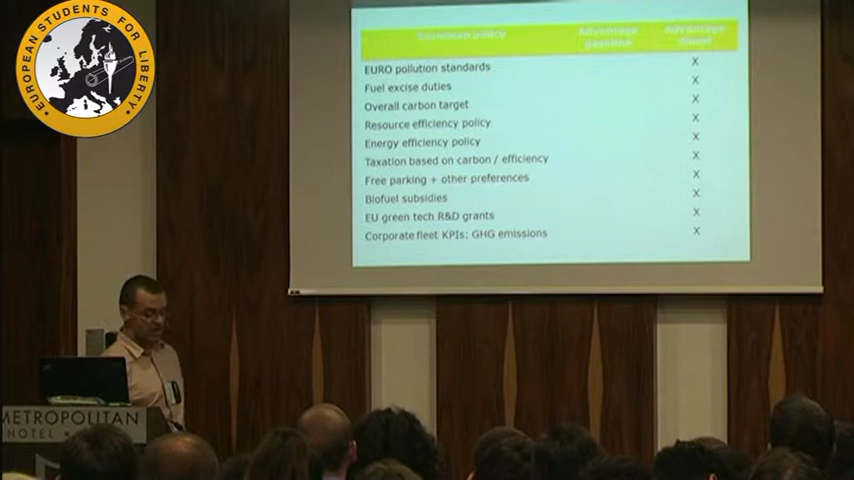 EUROPEAN STUDENTS FOR LIBERTY
European policy
Advantage gasoline
Advantage diesel
EURO pollution standards X
Fuel excise duties X
Overall carbon target X
Resource efficiency policy X
Energy efficiency policy X
Taxation based on carbon / efficiency X
Free parking + other preferences X
Biofuel subsidies X
EU green tech R&D grants X
Corporate fleet KPIs: GHG emissions X
METROPOLITAN
HOTEL